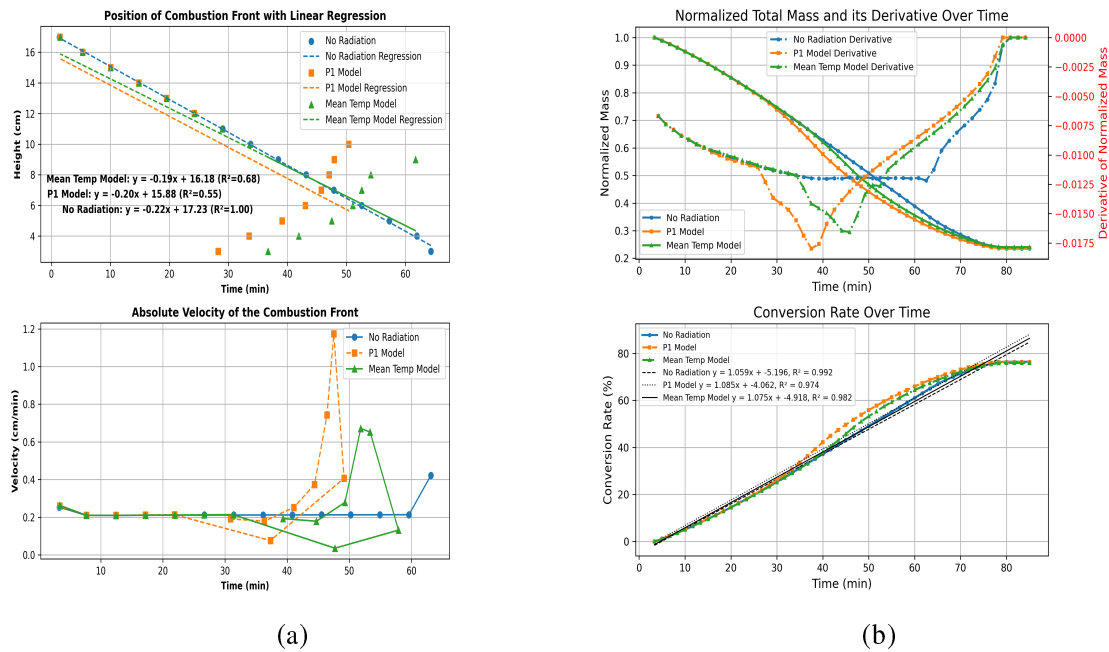 Position of Combustion Front with Linear Regression
Height (cm)
16
14
12
10
8
6
4
No Radiation
No Radiation Regression
P1 Model
P1 Model Regression
Mean Temp Model
Mean Temp Model Regression
Mean Temp Model: y = -0.19x + 16.18 (R²=0.68)
P1 Model: y = -0.20x + 15.88 (R²=0.55)
No Radiation: y = -0.22x + 17.23 (R²=1.00)
0 10 20 30 40 50 60
Time (min)
Absolute Velocity of the Combustion Front
Velocity (cm/min)
1.2
1.0
0.8
0.6
0.4
0.2
0.0
No Radiation
P1 Model
Mean Temp Model
10 20 30 40 50 60
Time (min)
(a)
Normalized Total Mass and its Derivative Over Time
Normalized Mass
1.0
0.9
0.8
0.7
0.6
0.5
0.4
0.3
0.2
No Radiation Derivative
P1 Model Derivative
Mean Temp Model Derivative
No Radiation
P1 Model
Mean Temp Model
0.0000
−0.0025
−0.0050
−0.0075
−0.0100
−0.0125
−0.0150
−0.0175
Derivative of Normalized Mass
0 10 20 30 40 50 60 70 80
Time (min)
Conversion Rate Over Time
Conversion Rate (%)
80
60
40
20
0
No Radiation
P1 Model
Mean Temp Model
No Radiation y = 1.059x + -5.196, R² = 0.992
P1 Model y = 1.085x + -4.062, R² = 0.974
Mean Temp Model y = 1.075x + -4.918, R² = 0.982
0 10 20 30 40 50 60 70 80
Time (min)
(b)